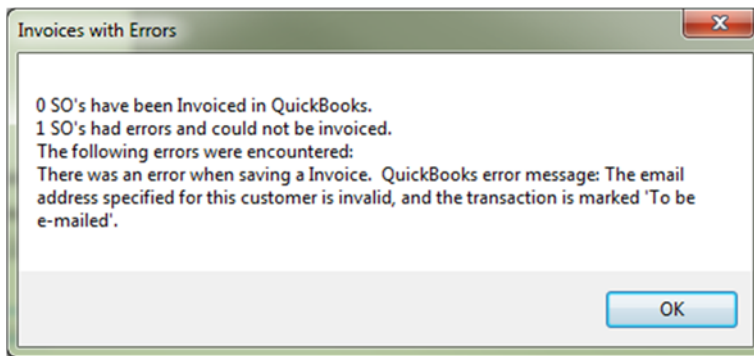 Invoices with Errors
0 SO's have been Invoiced in QuickBooks.
1 SO's had errors and could not be invoiced.
The following errors were encountered:
There was an error when saving a Invoice.  QuickBooks error message: The email
address specified for this customer is invalid, and the transaction is marked 'To be
e-mailed'.
OK